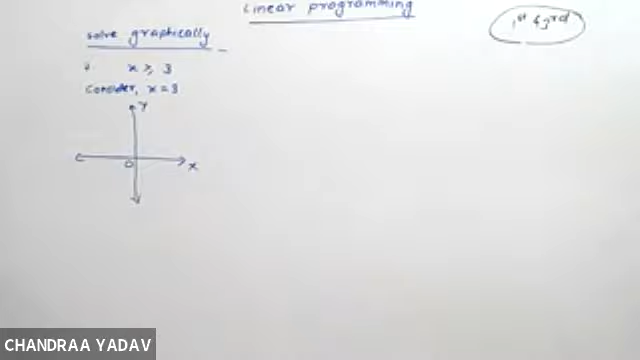 Linear programming
1st & 3rd
Solve graphically -
x ≥ 3
Consider, x = 3
Y
O
X
CHANDRAA YADAV